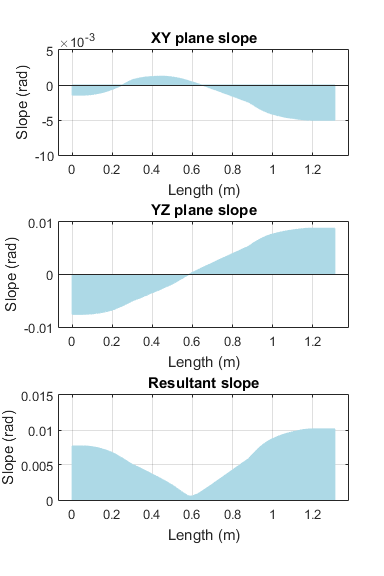 XY plane slope
×10⁻³
5
0
-5
-10
Slope (rad)
0 0.2 0.4 0.6 0.8 1 1.2
Length (m)
YZ plane slope
0.01
0
-0.01
Slope (rad)
0 0.2 0.4 0.6 0.8 1 1.2
Length (m)
Resultant slope
0.015
0.010
0.005
0
Slope (rad)
0 0.2 0.4 0.6 0.8 1 1.2
Length (m)